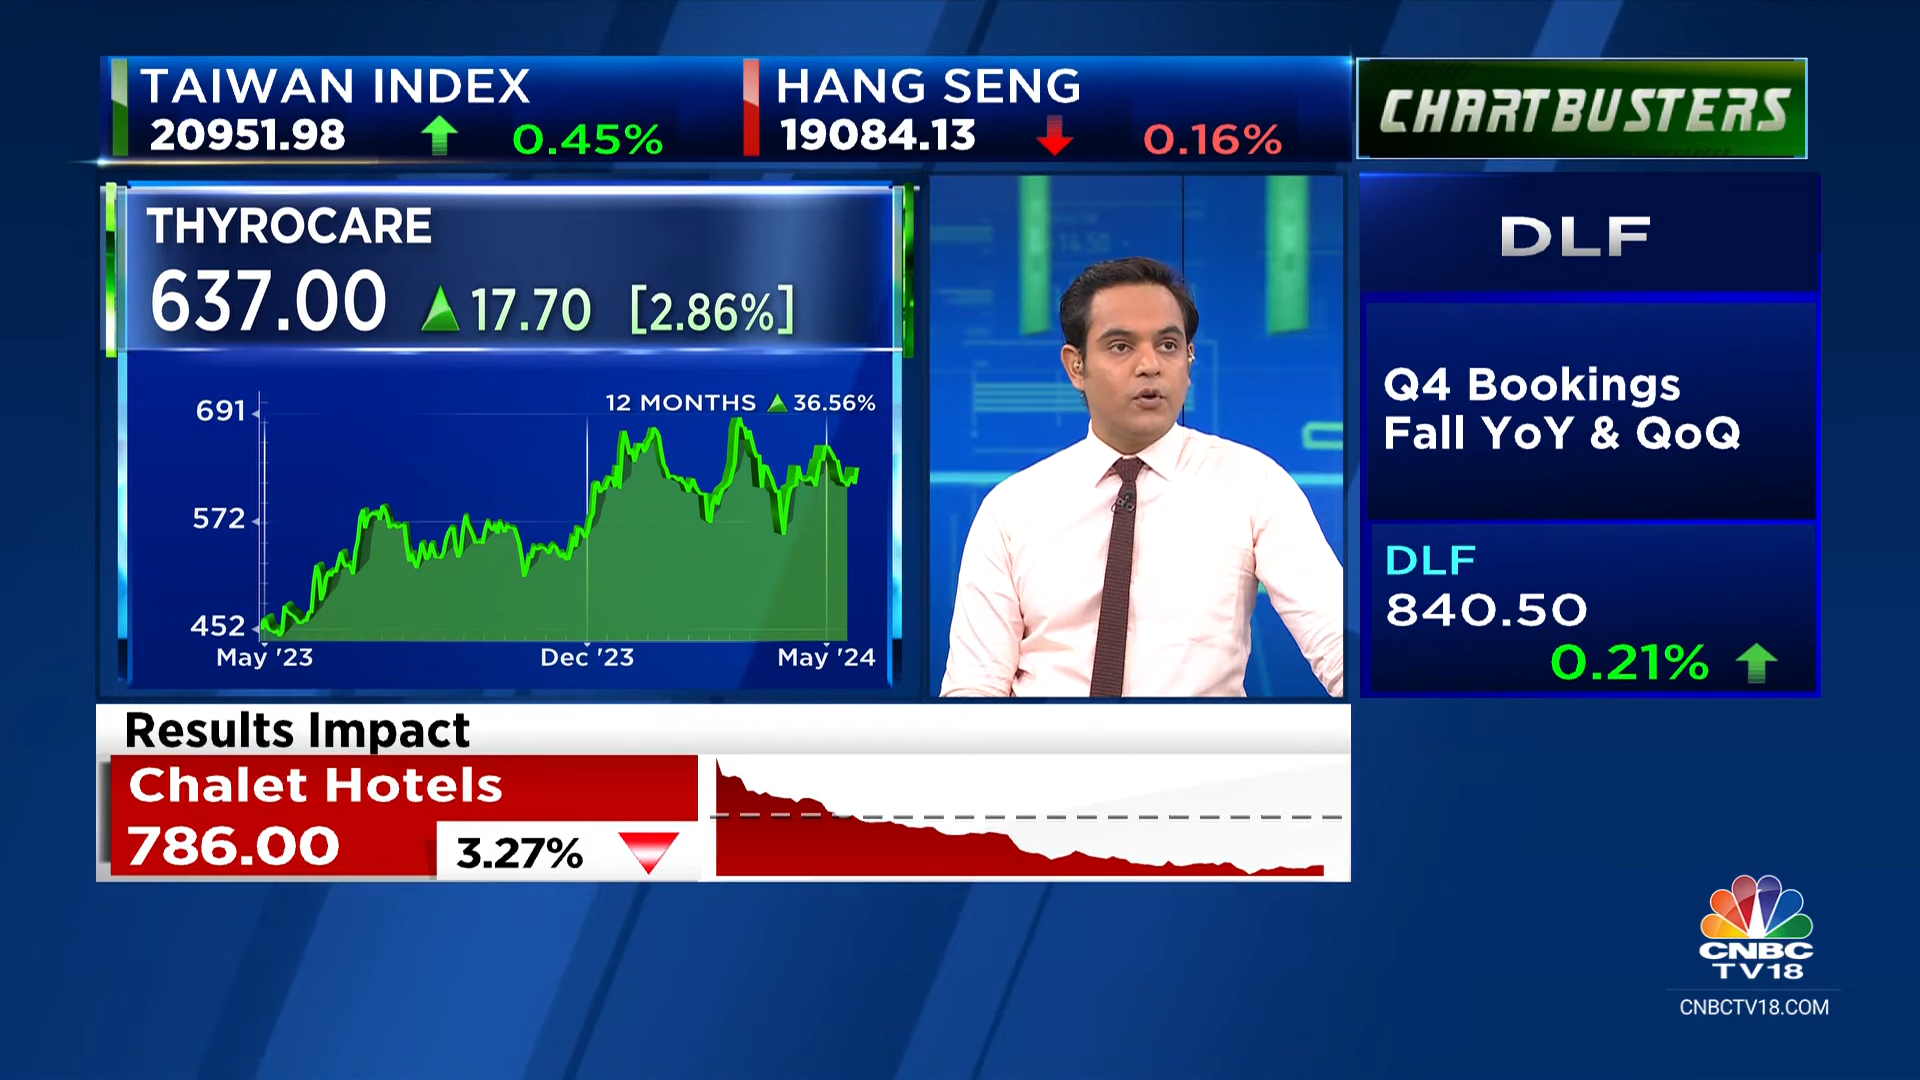 TAIWAN INDEX
20951.98 0.45%
HANG SENG
19084.13 0.16%
CHARTBUSTERS
THYROCARE
637.00 17.70 [2.86%]
12 MONTHS 36.56%
691
572
452
May '23 Dec '23 May '24
DLF
Q4 Bookings
Fall YoY & QoQ
DLF
840.50
0.21%
Results Impact
Chalet Hotels
786.00 3.27%
CNBC
TV18
CNBCTV18.COM